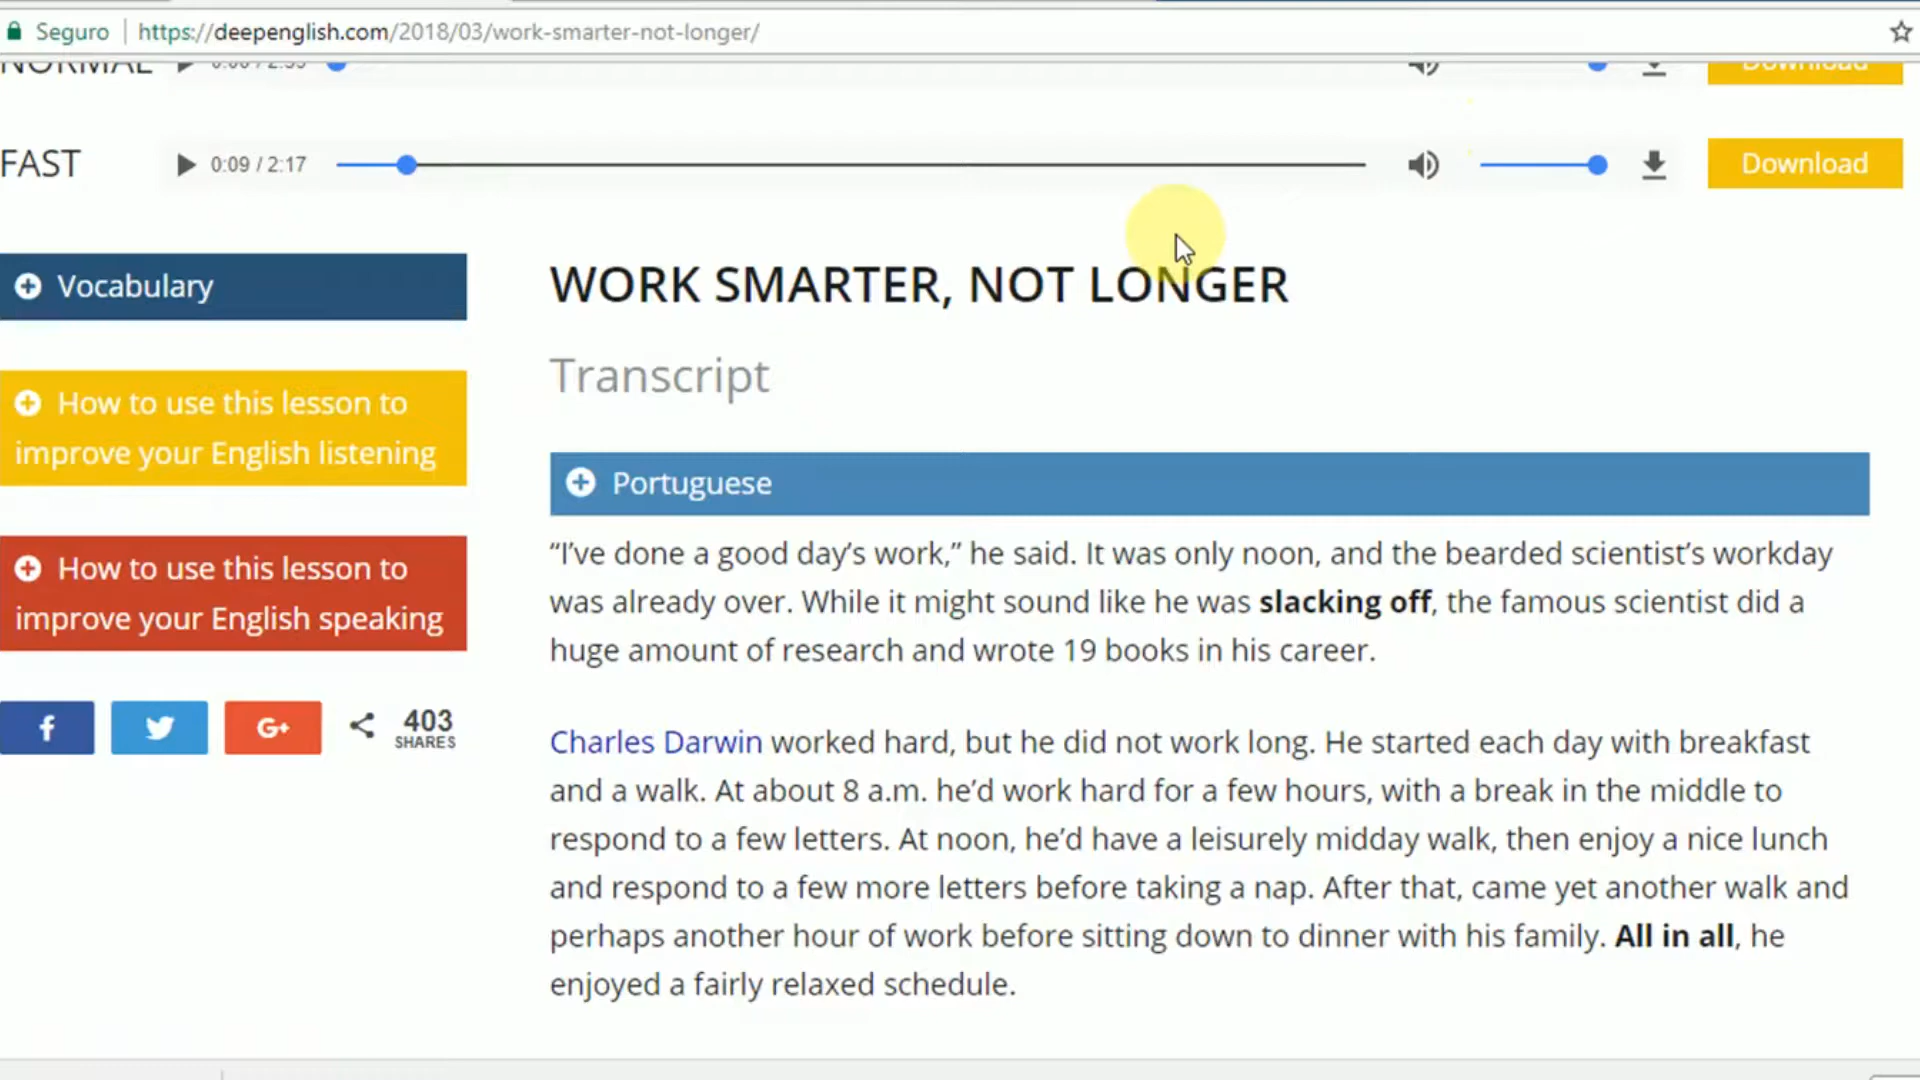 Seguro https://deepenglish.com/2018/03/work-smarter-not-longer/
NORMAL 0:00 / 2:55 Download
FAST 0:09 / 2:17 Download
Vocabulary
How to use this lesson to
improve your English listening
How to use this lesson to
improve your English speaking
f G+ 403
SHARES
WORK SMARTER, NOT LONGER
Transcript
Portuguese
“I’ve done a good day’s work,” he said. It was only noon, and the bearded scientist’s workday
was already over. While it might sound like he was slacking off, the famous scientist did a
huge amount of research and wrote 19 books in his career.
Charles Darwin worked hard, but he did not work long. He started each day with breakfast
and a walk. At about 8 a.m. he’d work hard for a few hours, with a break in the middle to
respond to a few letters. At noon, he’d have a leisurely midday walk, then enjoy a nice lunch
and respond to a few more letters before taking a nap. After that, came yet another walk and
perhaps another hour of work before sitting down to dinner with his family. All in all, he
enjoyed a fairly relaxed schedule.